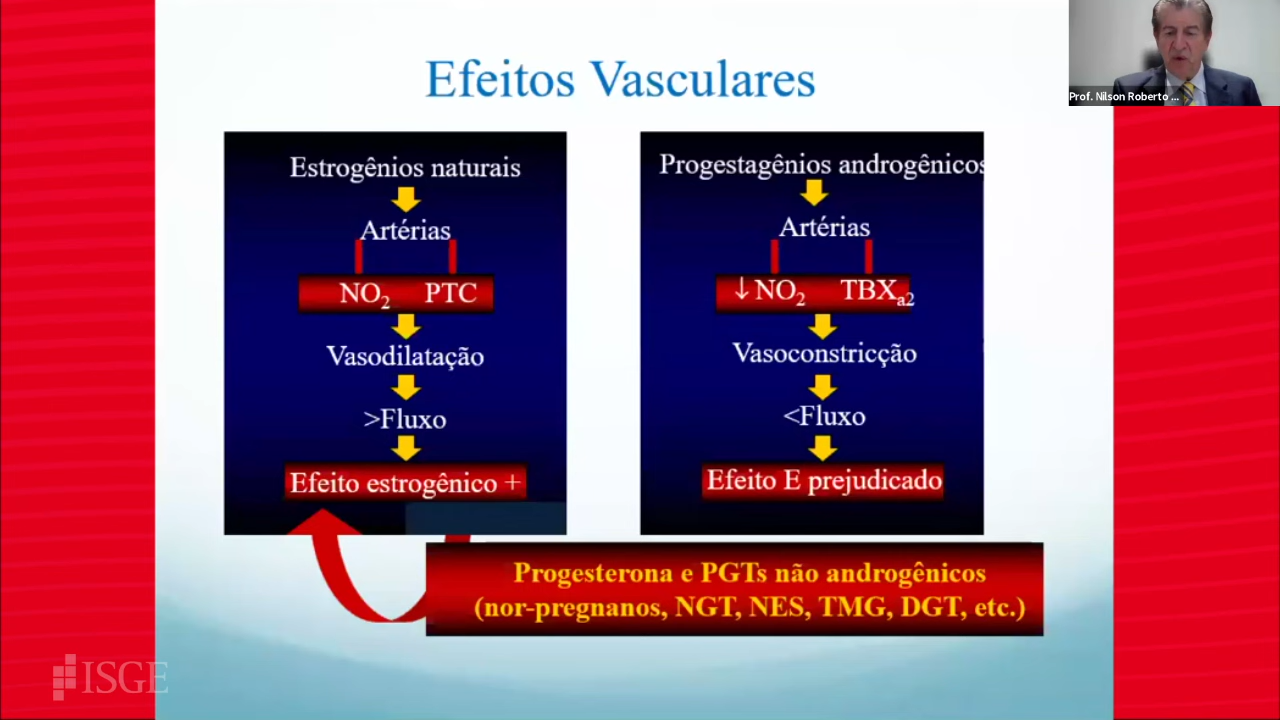 Efeitos Vasculares
Prof. Nilson Roberto ...
Estrogênios naturais
Artérias
NO₂ PTC
Vasodilatação
>Fluxo
Efeito estrogênico +
Progestagênios androgênicos
Artérias
↓NO₂ TBXₐ₂
Vasoconstricção
<Fluxo
Efeito E prejudicado
Progesterona e PGTs não androgênicos
(nor-pregnanos, NGT, NES, TMG, DGT, etc.)
ISGE